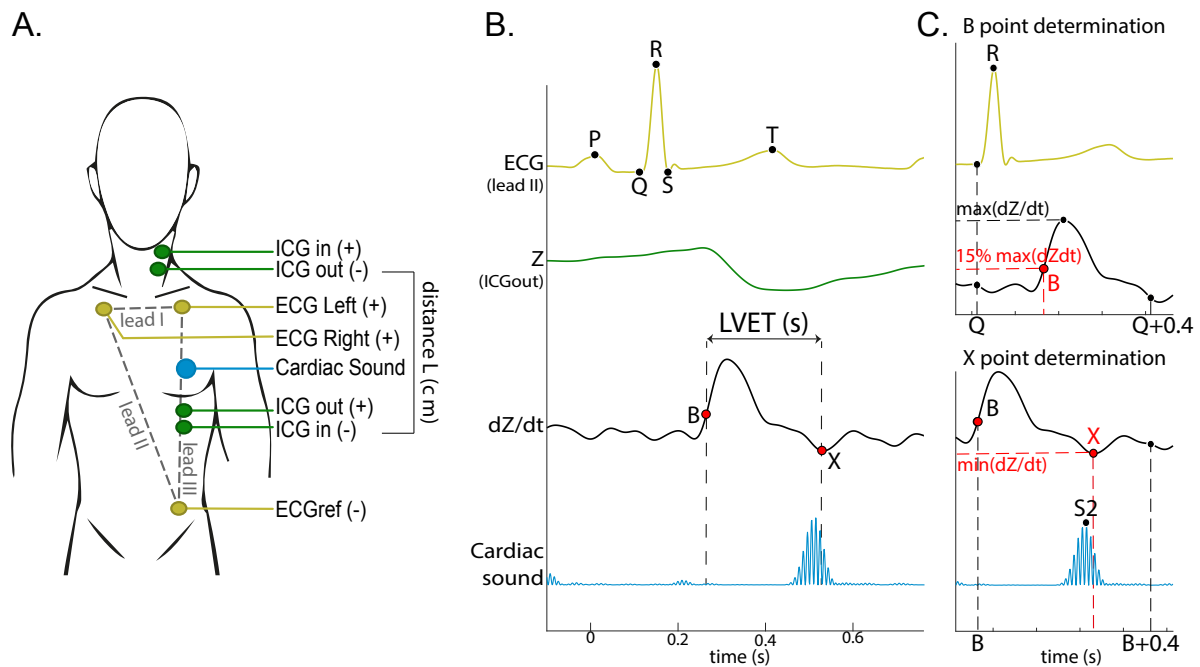 A.
ICG in (+)
ICG out (-)
ECG Left (+)
ECG Right (+)
Cardiac Sound
ICG out (+)
ICG in (-)
ECGref (-)
distance L (cm)
lead I
lead II
lead III
B.
R
P
T
Q
S
ECG
(lead II)
Z
(ICGout)
LVET (s)
B
X
dZ/dt
Cardiac
sound
0
0.2
0.4
0.6
time (s)
C.
B point determination
R
max(dZ/dt)
15% max(dZdt)
B
Q
Q+0.4
X point determination
B
X
min(dZ/dt)
S2
B
B+0.4
time (s)